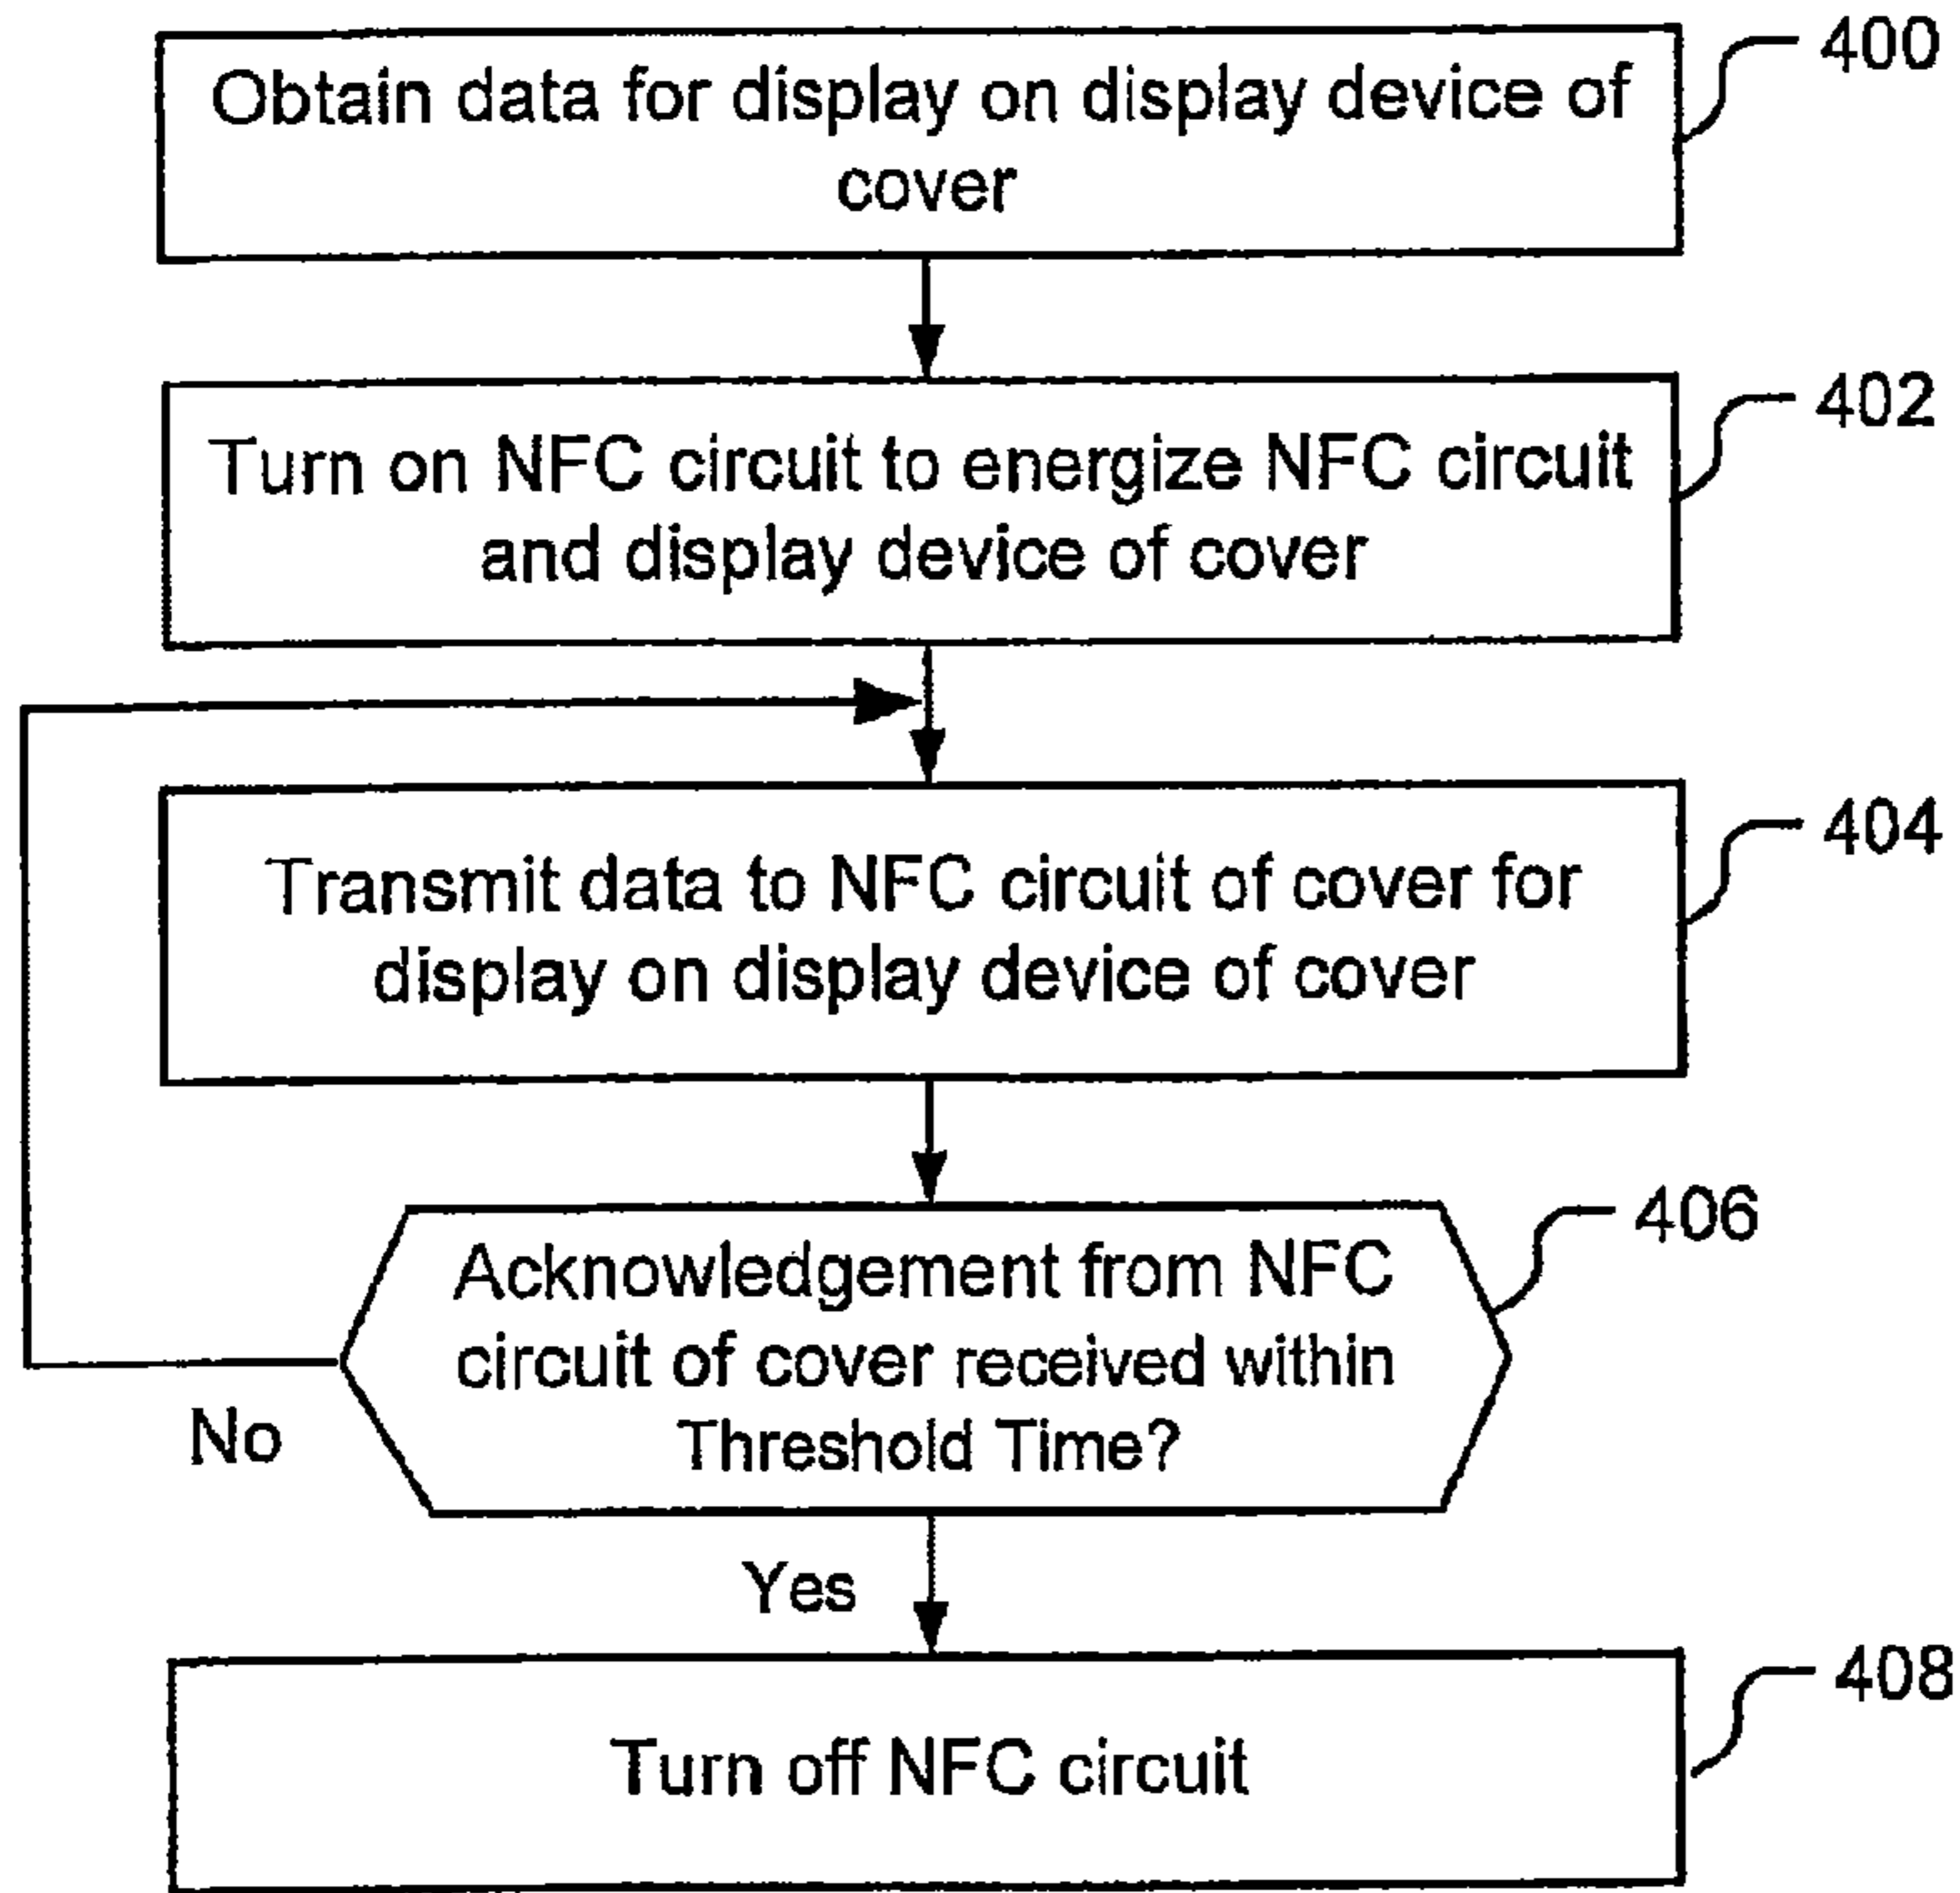 400
Obtain data for display on display device of
cover
402
Turn on NFC circuit to energize NFC circuit
and display device of cover
404
Transmit data to NFC circuit of cover for
display on display device of cover
406
Acknowledgement from NFC
circuit of cover received within
Threshold Time?
No
Yes
408
Turn off NFC circuit